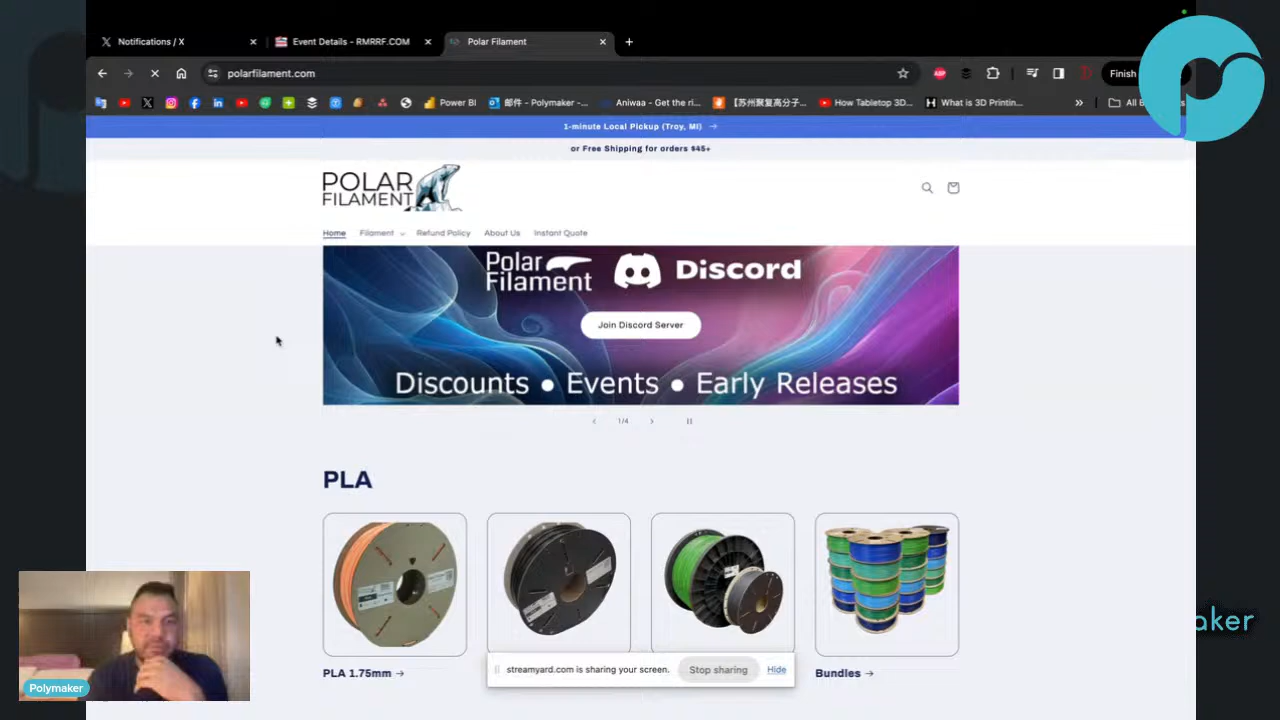 Notifications / X
Event Details - RMRRF.COM
Polar Filament
polarfilament.com
Finish
Power BI
邮件 - Polymaker -...
Aniwaa - Get the ri...
【苏州聚复高分子...
How Tabletop 3D...
What is 3D Printin...
»
All B
1-minute Local Pickup (Troy, MI) →
or Free Shipping for orders $45+
POLAR
FILAMENT
Home
Filament
Refund Policy
About Us
Instant Quote
Polar
Filament
Discord
Join Discord Server
Discounts ● Events ● Early Releases
1/4
PLA
PLA 1.75mm →
Bundles →
streamyard.com is sharing your screen.
Stop sharing
Hide
Polymaker
aker